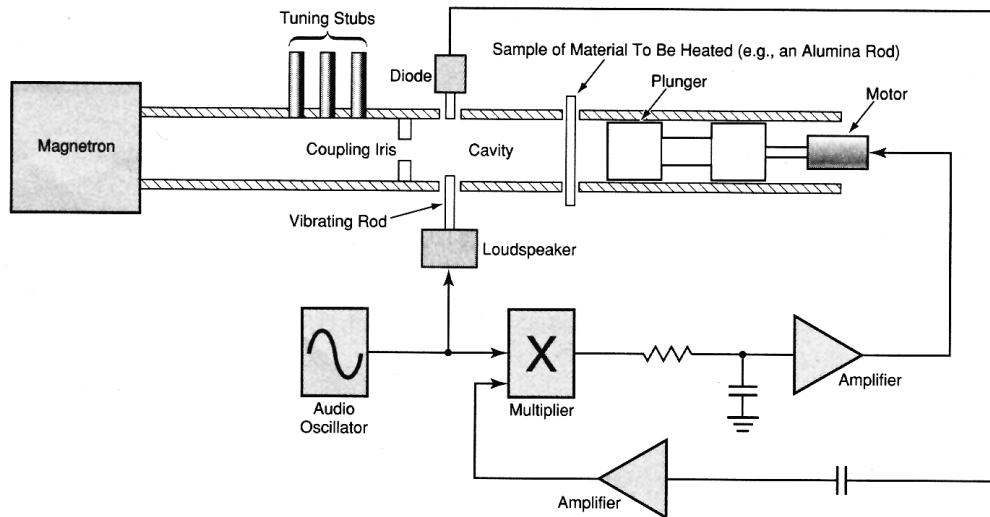 Tuning Stubs
Sample of Material To Be Heated (e.g., an Alumina Rod)
Diode
Plunger
Motor
Magnetron
Coupling Iris
Cavity
Vibrating Rod
Loudspeaker
X
Audio
Oscillator
Multiplier
Amplifier
Amplifier